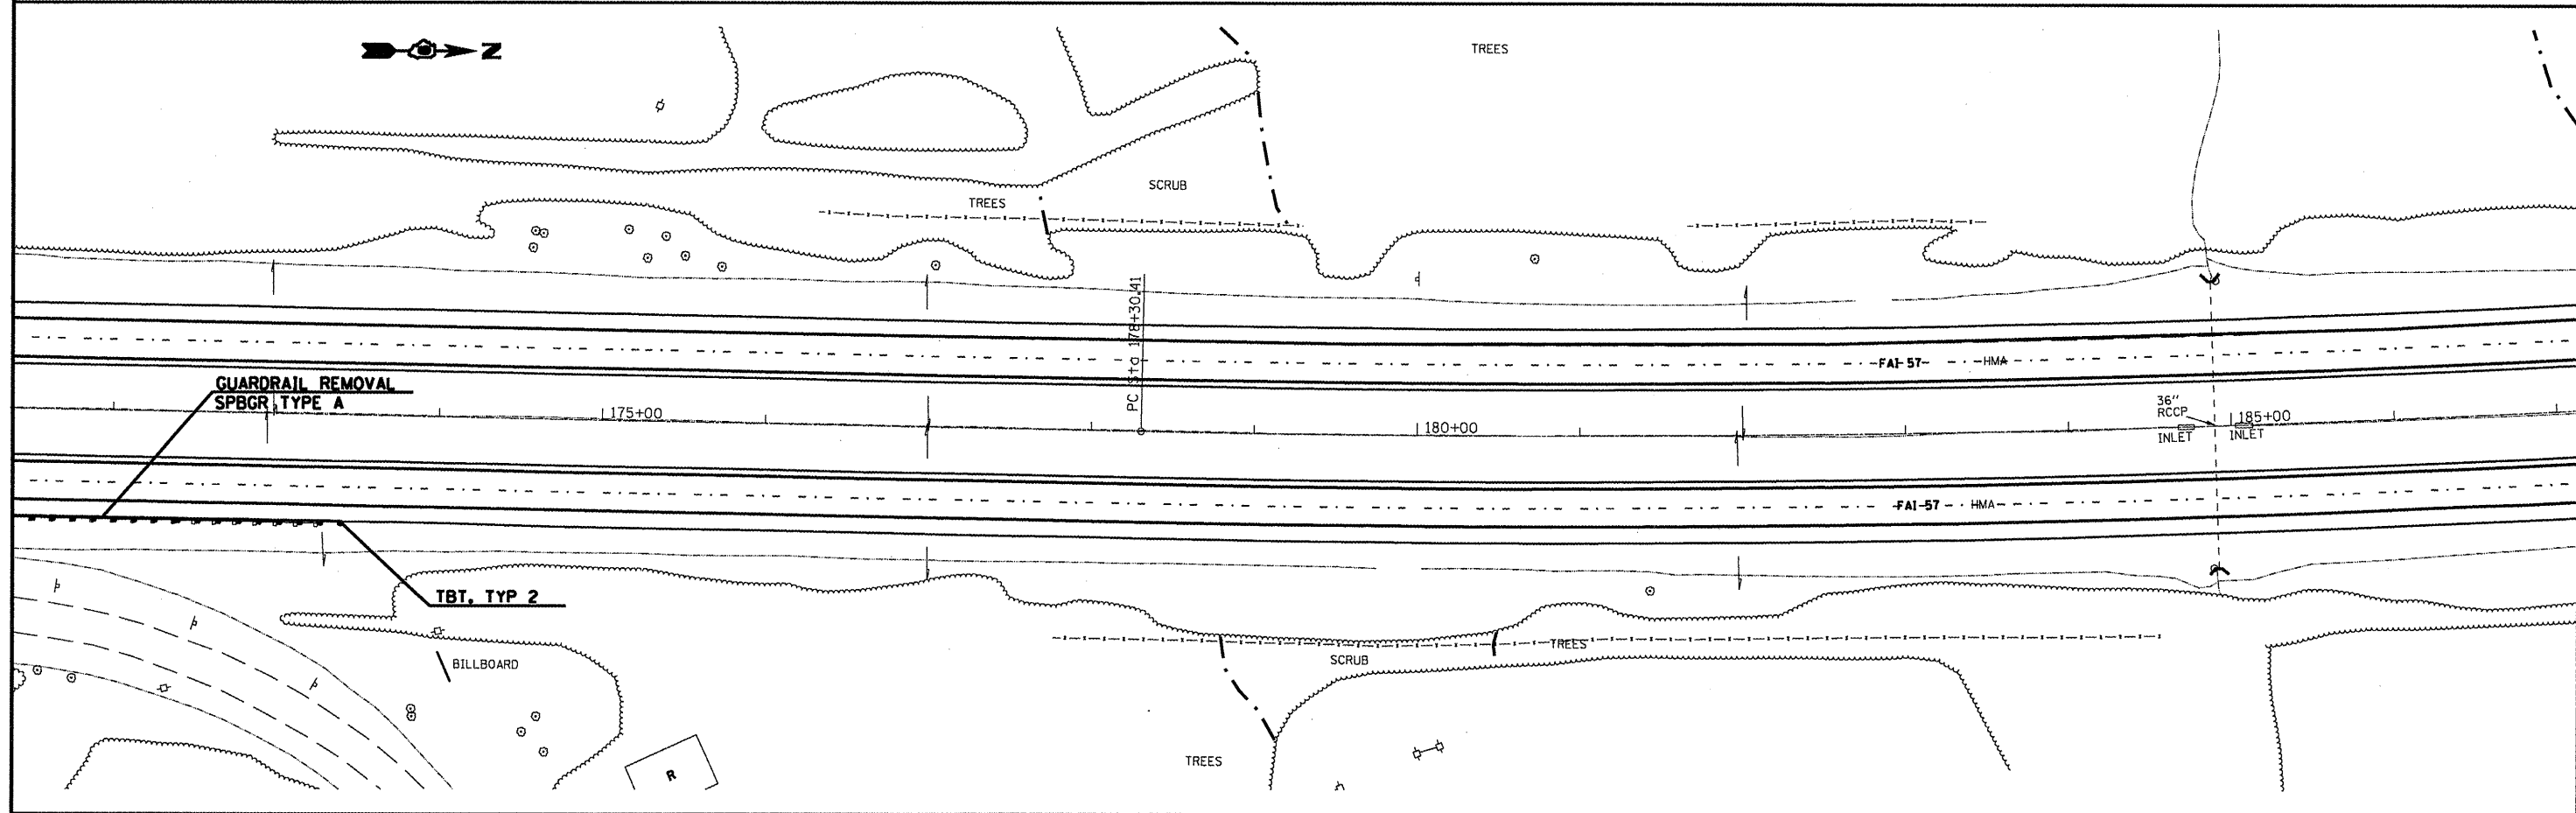 N
TREES
SCRUB
TREES
PC Sta 178+30.41
FAI-57 HMA
GUARDRAIL REMOVAL
SPBGR TYPE A
175+00
180+00
36"
RCCP
185+00
INLET
INLET
FAI-57 HMA
TBT, TYP 2
TREES
SCRUB
BILLBOARD
TREES
R